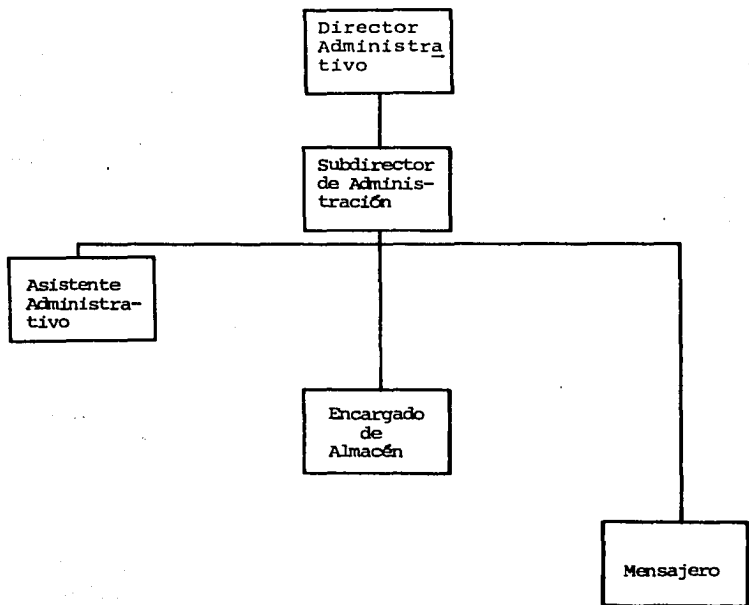 Director
Administra
tivo
Subdirector
de Adminis-
tración
Asistente
Administra-
tivo
Encargado
de
Almacén
Mensajero